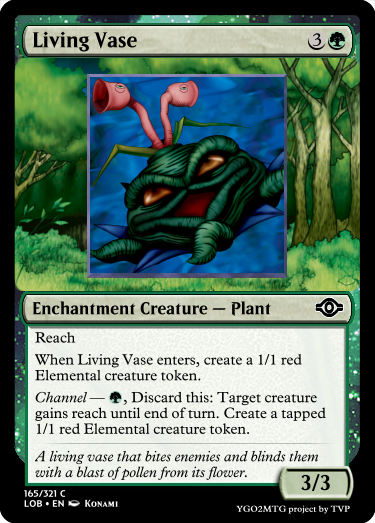 Living Vase 3
Enchantment Creature — Plant
Reach
When Living Vase enters, create a 1/1 red
Elemental creature token.
Channel — , Discard this: Target creature
gains reach until end of turn. Create a tapped
1/1 red Elemental creature token.
A living vase that bites enemies and blinds them
with a blast of pollen from its flower.
3/3
165/321 C
LOB • EN Konami
YGO2MTG project by TVP